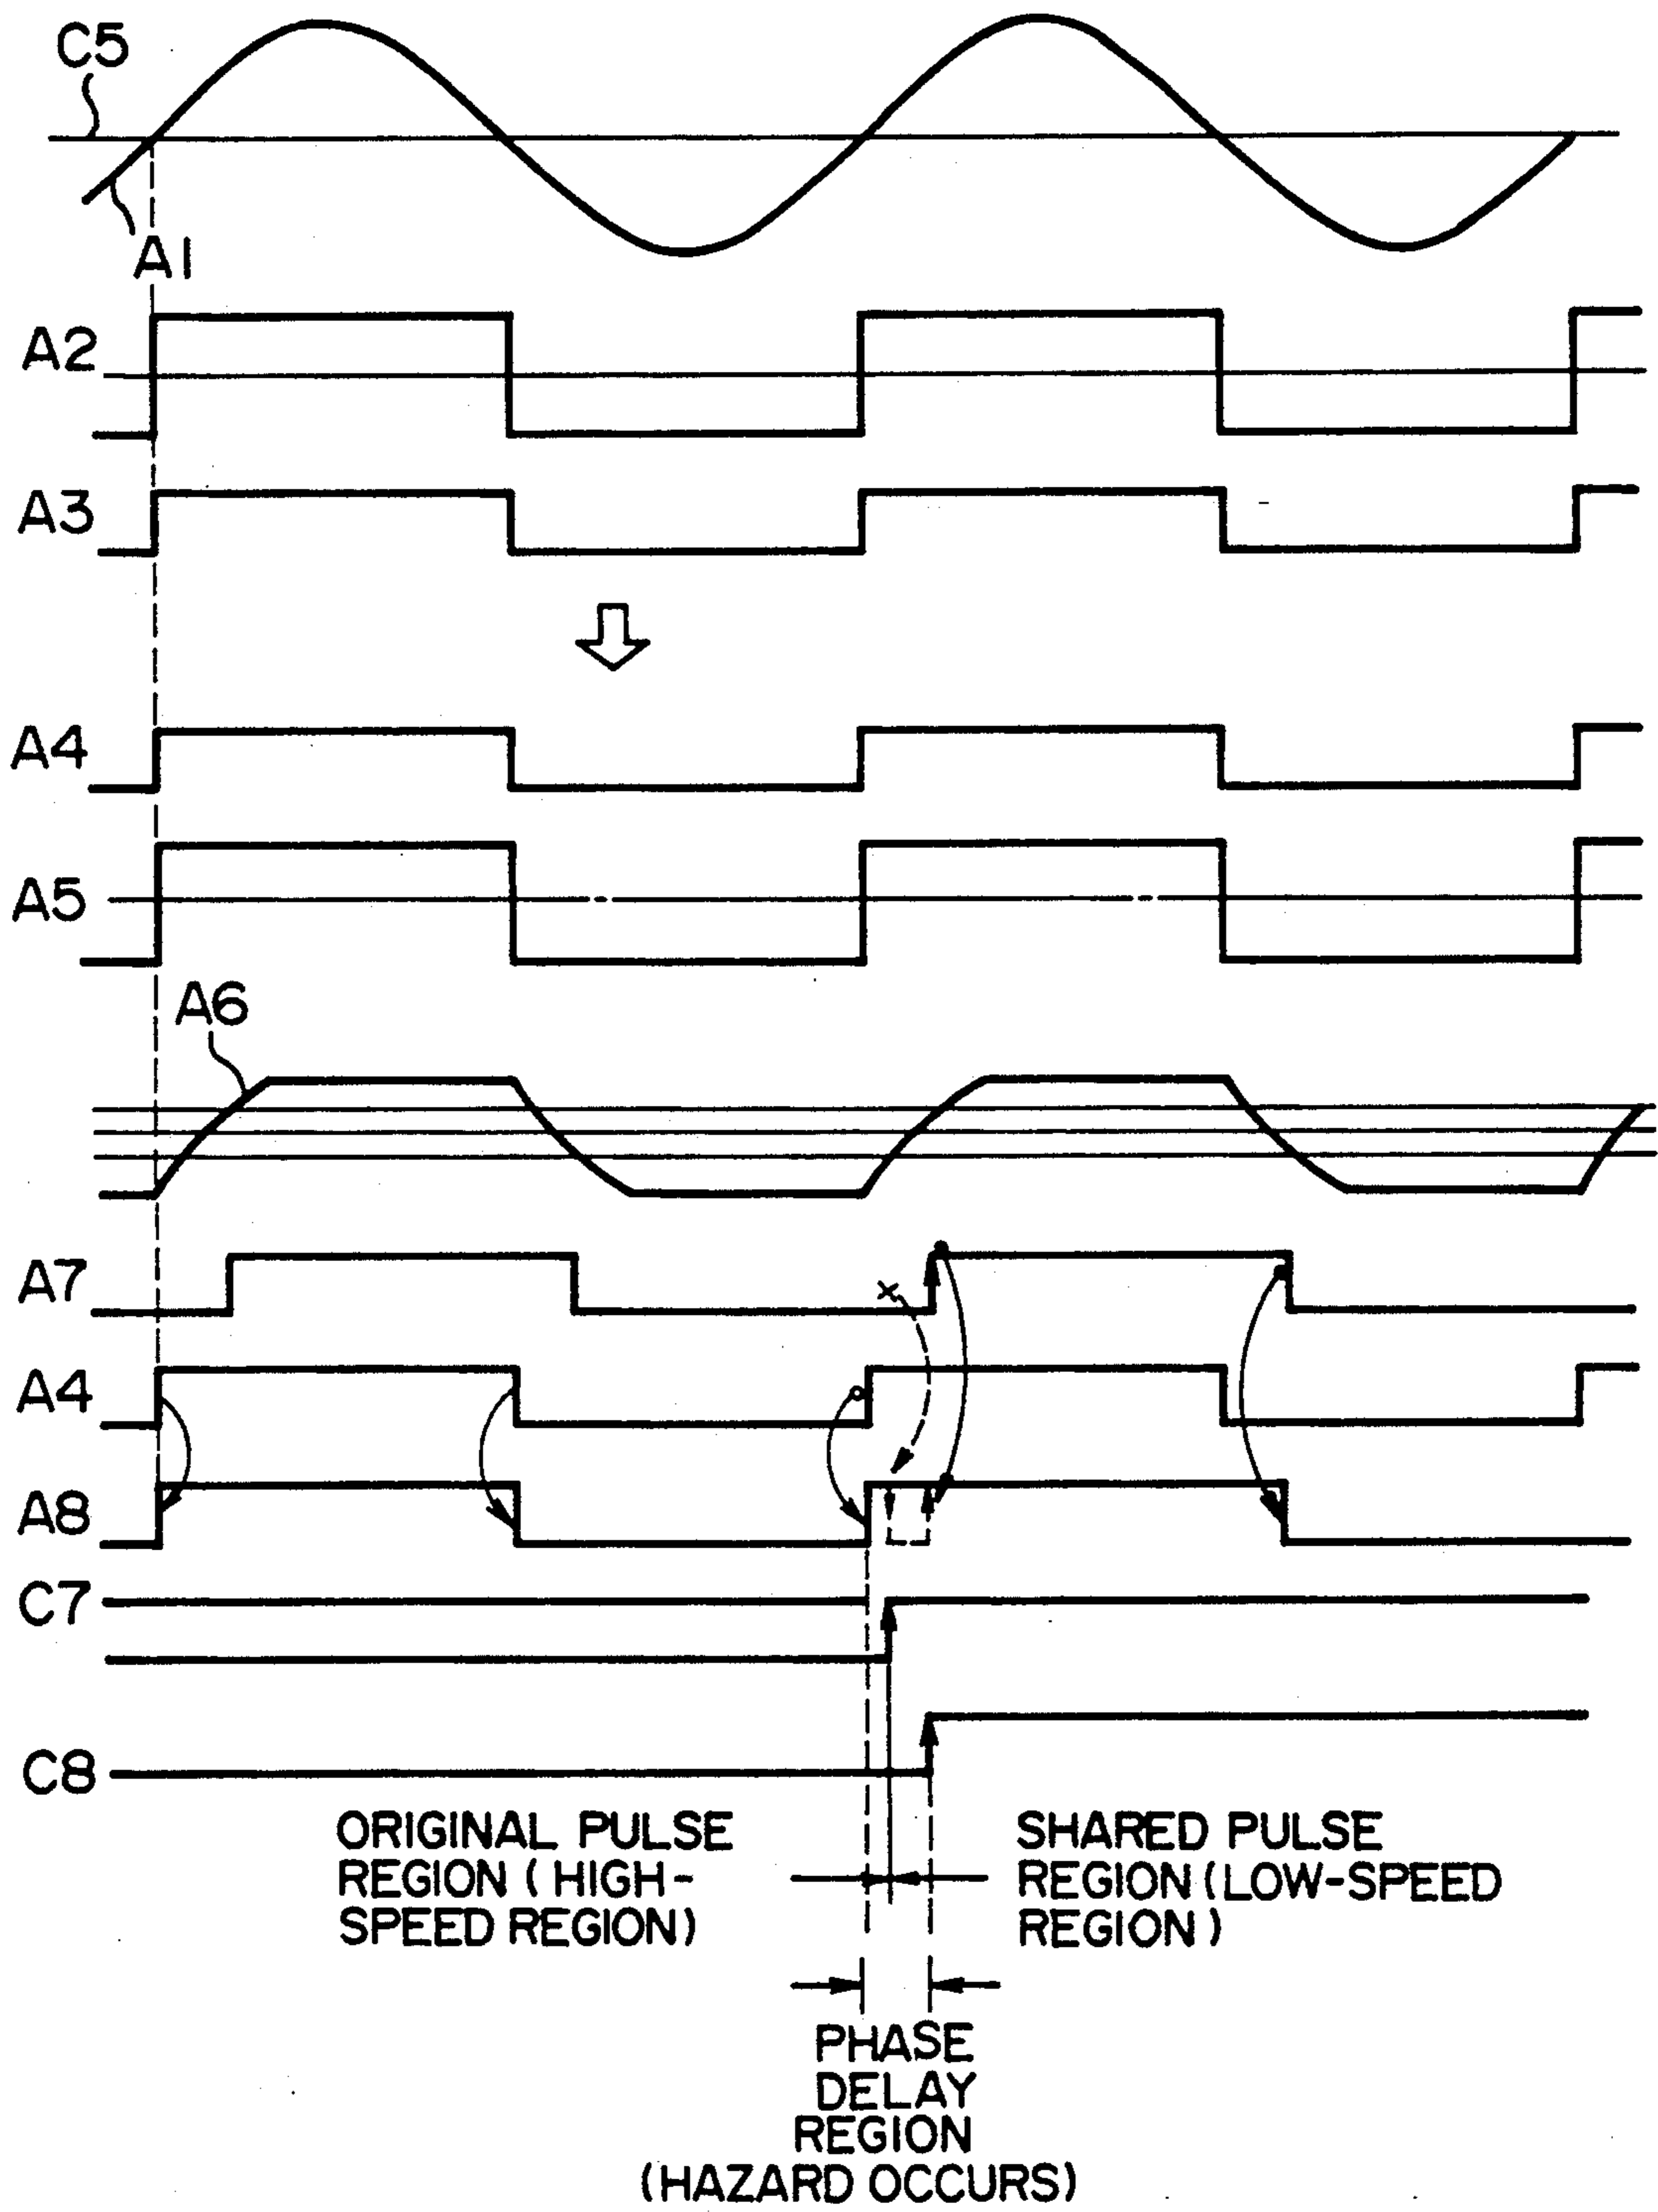 C5
A1
A2
A3
A4
A5
A6
A7
A4
A8
C7
C8
ORIGINAL PULSE
REGION (HIGH-
SPEED REGION)
SHARED PULSE
REGION (LOW-SPEED
REGION)
PHASE
DELAY
REGION
(HAZARD OCCURS)